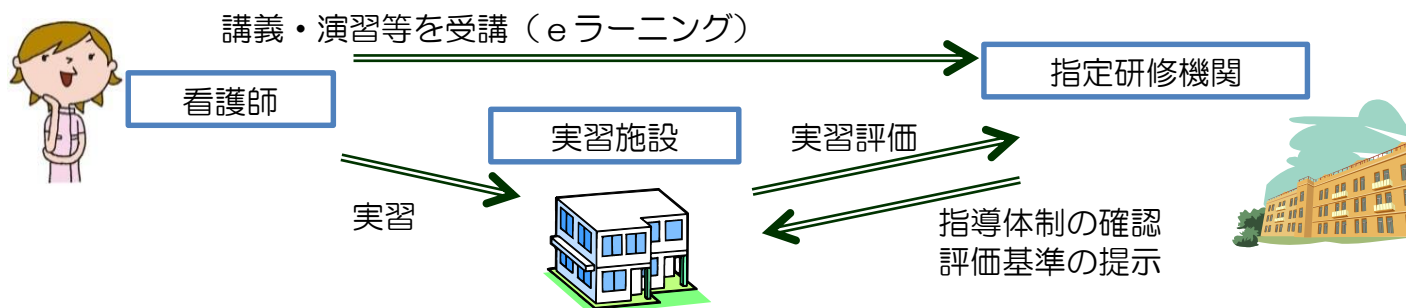 講義・演習等を受講（ｅラーニング）
看護師
指定研修機関
実習施設
実習評価
実習
指導体制の確認
評価基準の提示